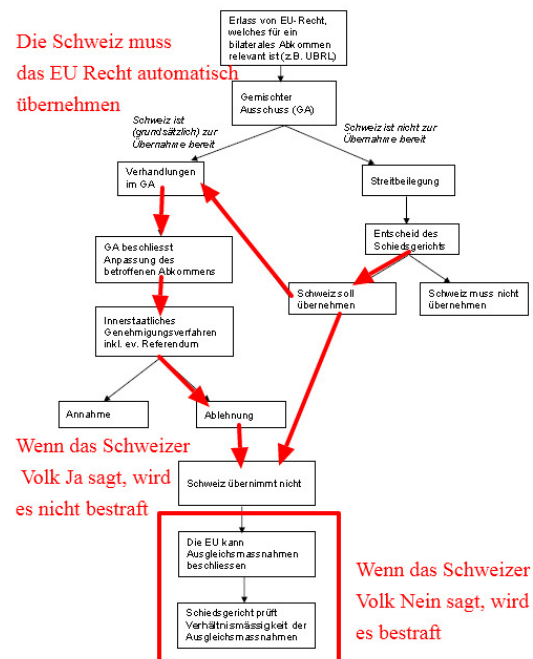 Erlass von EU-Recht,
welches für ein
bilaterales Abkommen
relevant ist (z.B. UBRL)
Die Schweiz muss
das EU Recht automatisch
übernehmen
Gemischter
Ausschuss (GA)
Schweiz ist
(grundsätzlich) zur
Übernahme bereit
Schweiz ist nicht zur
Übernahme bereit
Verhandlungen
im GA
Streitbeilegung
GA beschliesst
Anpassung des
betroffenen Abkommens
Entscheid des
Schiedsgerichts
Schweiz soll
übernehmen
Schweiz muss nicht
übernehmen
Innerstaatliches
Genehmigungsverfahren
inkl. ev. Referendum
Annahme
Ablehnung
Wenn das Schweizer
Volk Ja sagt, wird
es nicht bestraft
Schweiz übernimmt nicht
Die EU kann
Ausgleichsmassnahmen
beschliessen
Schiedsgericht prüft
Verhältnismässigkeit der
Ausgleichsmassnahmen
Wenn das Schweizer
Volk Nein sagt, wird
es bestraft